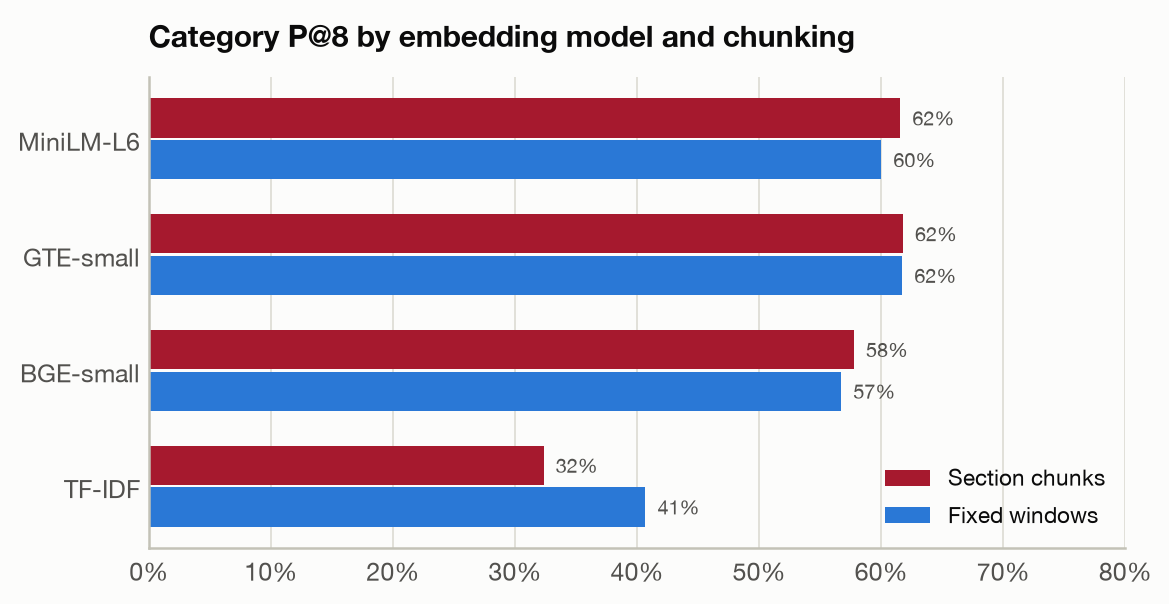 Category P@8 by embedding model and chunking
MiniLM-L6
62%
60%
GTE-small
62%
62%
BGE-small
58%
57%
TF-IDF
32%
41%
Section chunks
Fixed windows
0% 10% 20% 30% 40% 50% 60% 70% 80%